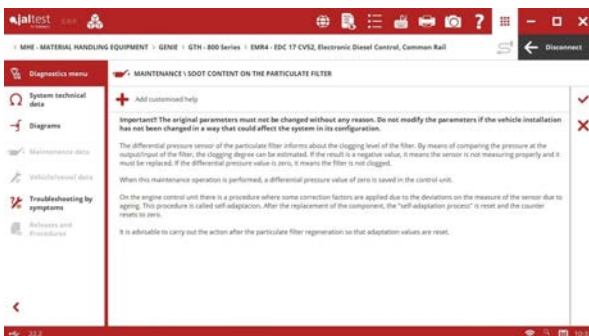 ajaltest
MHE - MATERIAL HANDLING EQUIPMENT > GENIE > GTH - 800 Series > EMR4 - EDC 17 CV52, Electronic Diesel Control, Common Rail
Disconnect
Diagnostics menu
MAINTENANCE \ SOOT CONTENT ON THE PARTICULATE FILTER
System technical data
Diagrams
Maintenance data
Vehicle/vessel data
Troubleshooting by symptoms
Releases and Procedures
Add customised help
Important!! The original parameters must not be changed without any reason. Do not modify the parameters if the vehicle installation
has not been changed in a way that could affect the system in its configuration.
The differential pressure sensor of the particulate filter informs about the clogging level of the filter. By means of comparing the pressure at the
output/input of the filter, the clogging degree can be estimated. If the result is a negative value, it means the sensor is not measuring properly and it
must be replaced. If the differential pressure value is zero, it means the filter is not clogged.
When this maintenance operation is performed, a differential pressure value of zero is saved in the control unit.
On the engine control unit there is a procedure where some correction factors are applied due to the deviations on the measure of the sensor due to
ageing. This procedure is called self-adaptacion. After the replacement of the component, the "self-adaptation process" is reset and the counter
resets to zero.
It is advisable to carry out the action after the particulate filter regeneration so that adaptation values are reset.
22.2